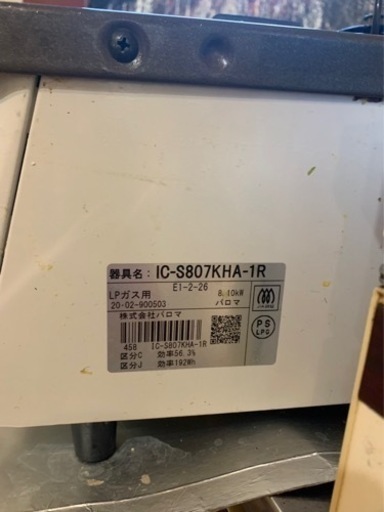 器具名：IC-S807KHA-1R
E1-2-26
LPガス用 8.10kW
20·02-900503 パロマ
株式会社パロマ
PS
LPG
458 IC-S807KHA-1R
区分C 効率56.3%
区分J 効率192Wh